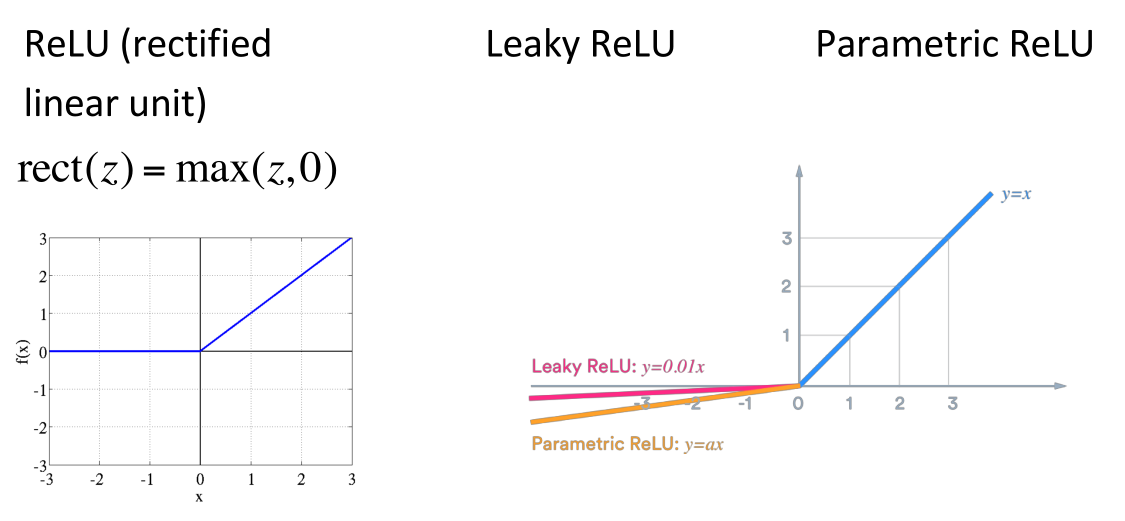 ReLU (rectified
linear unit)
rect(z) = max(z,0)
3
2
1
0
-1
-2
-3
f(x)
-3 -2 -1 0 1 2 3
x
Leaky ReLU
Parametric ReLU
y=x
3
2
1
Leaky ReLU: y=0.01x
-3 -2 -1 0 1 2 3
Parametric ReLU: y=ax